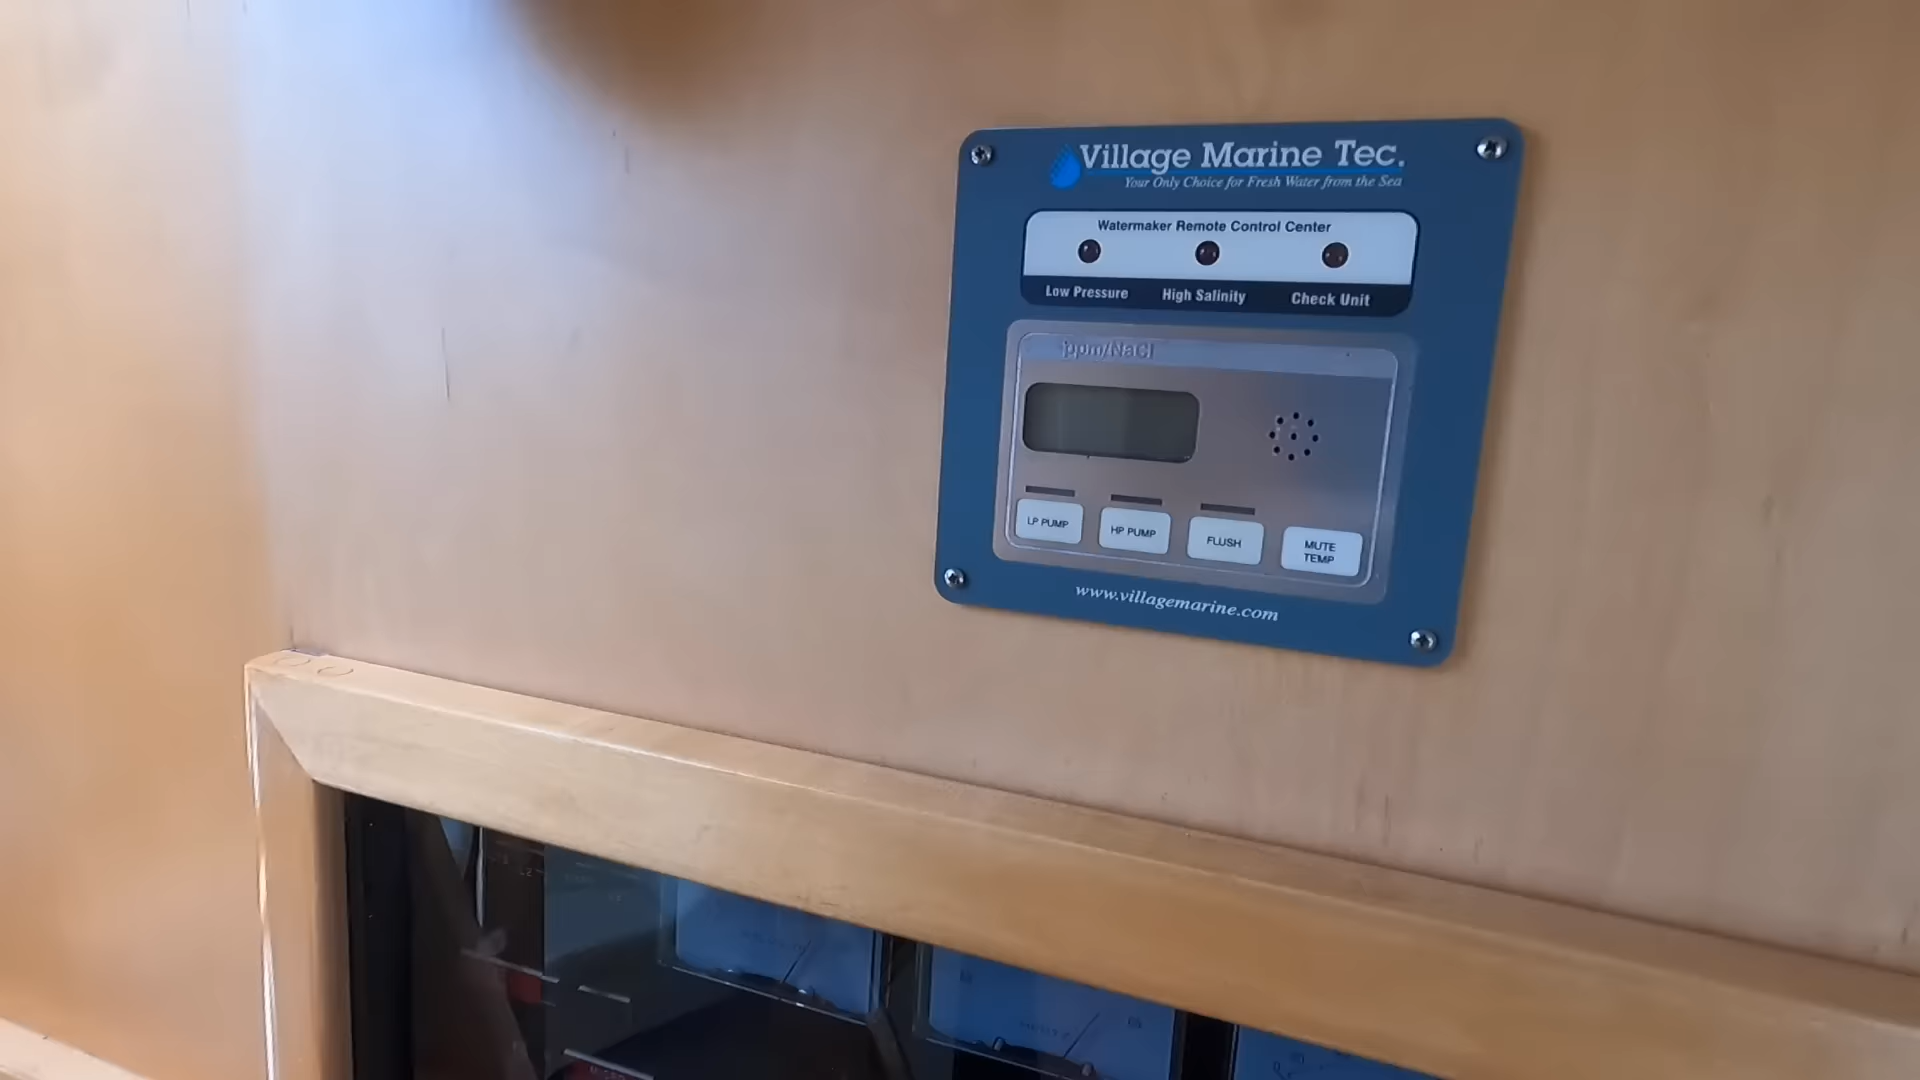 Village Marine Tec.
Your Only Choice for Fresh Water from the Sea
Watermaker Remote Control Center
Low Pressure High Salinity Check Unit
ppm/NaCl
LP PUMP HP PUMP FLUSH MUTE TEMP
www.villagemarine.com